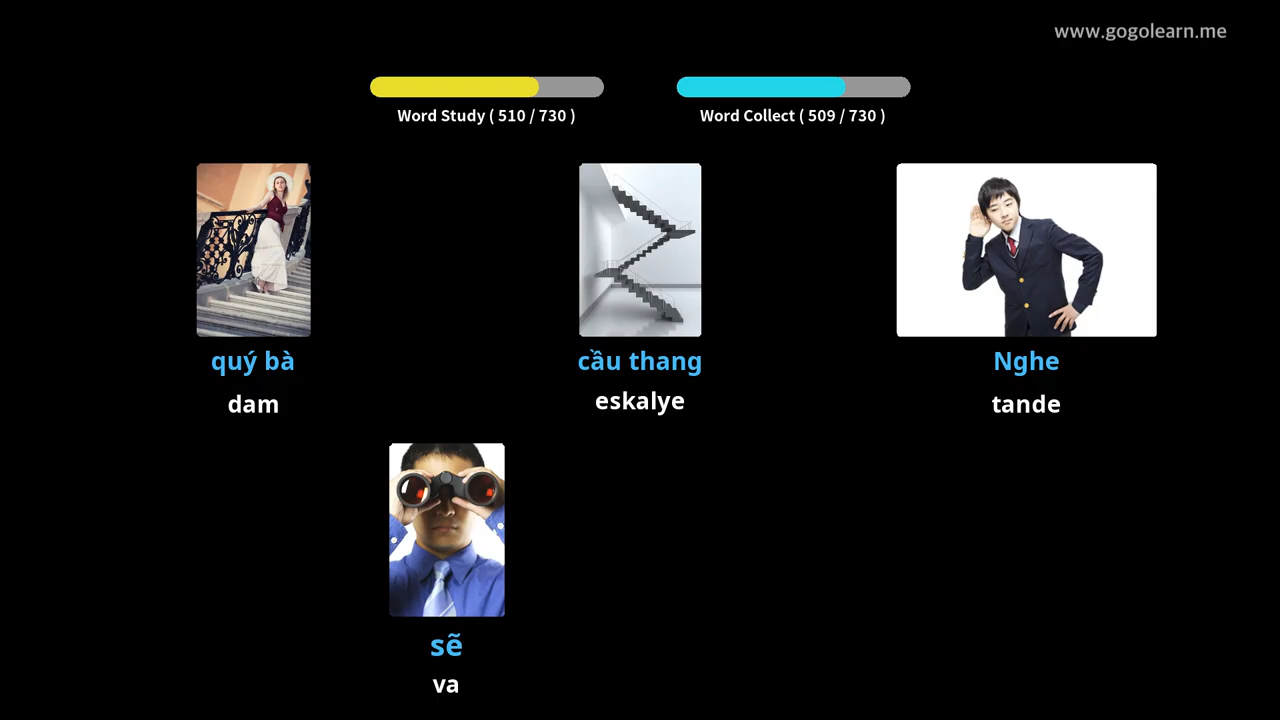 www.gogolearn.me
Word Study ( 510 / 730 )
Word Collect ( 509 / 730 )
quý bà
dam
cầu thang
eskalye
Nghe
tande
sẽ
va